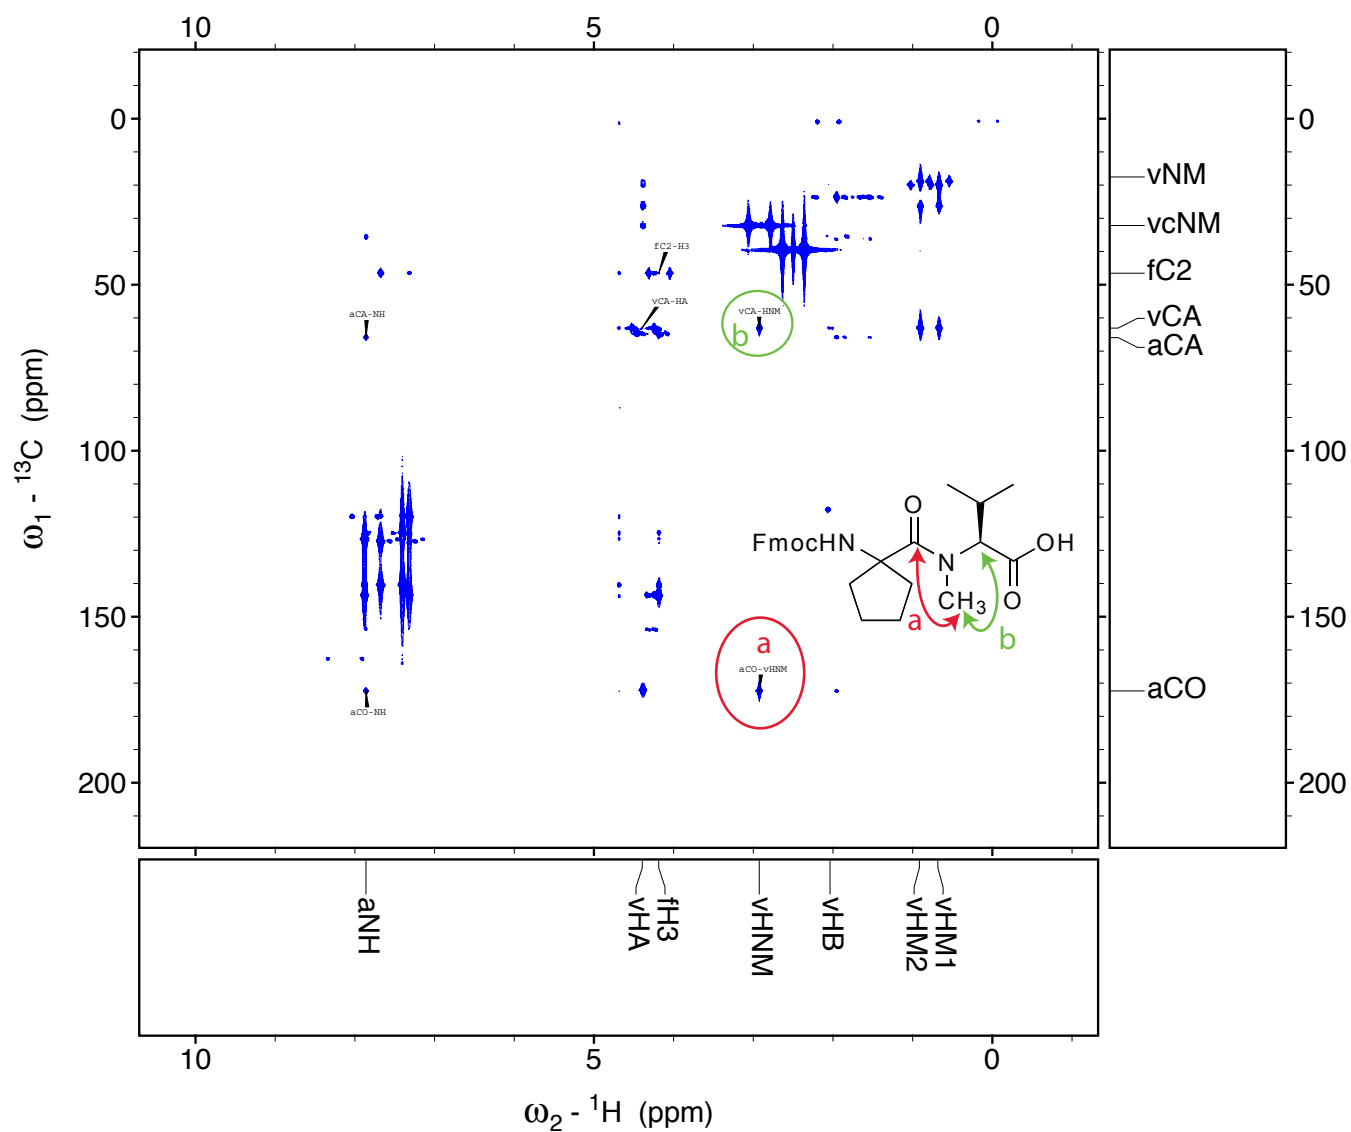 10 5 0
0 0
50 50
100 100
150 150
200 200
ω1 - 13C (ppm)
vNM
vcNM
fC2
vCA
aCA
aCO
fC2-H3
vCA-HA
aCA-NH
vCA-HNM
b
O
FmocHN
N
OH
CH3
O
a
b
a
aCO-vHNM
aCO-NH
aNH
vHA
fH3
vHNM
vHB
vHM2
vHM1
10 5 0
ω2 - 1H (ppm)